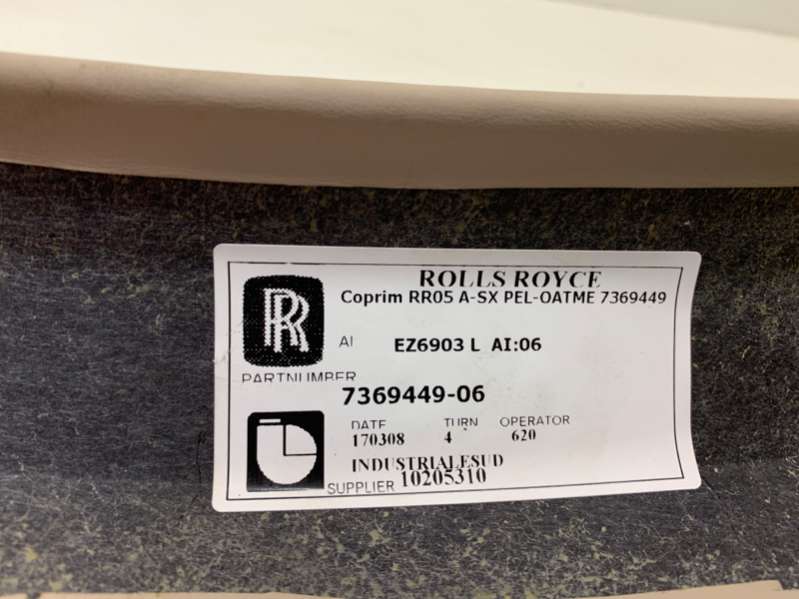 ROLLS ROYCE
Coprim RR05 A-SX PEL-OATME 7369449
RR
AI EZ6903 L AI:06
PARTNUMBER
7369449-06
DATE TURN OPERATOR
170308 4 620
INDUSTRIALESUD
SUPPLIER 10205310